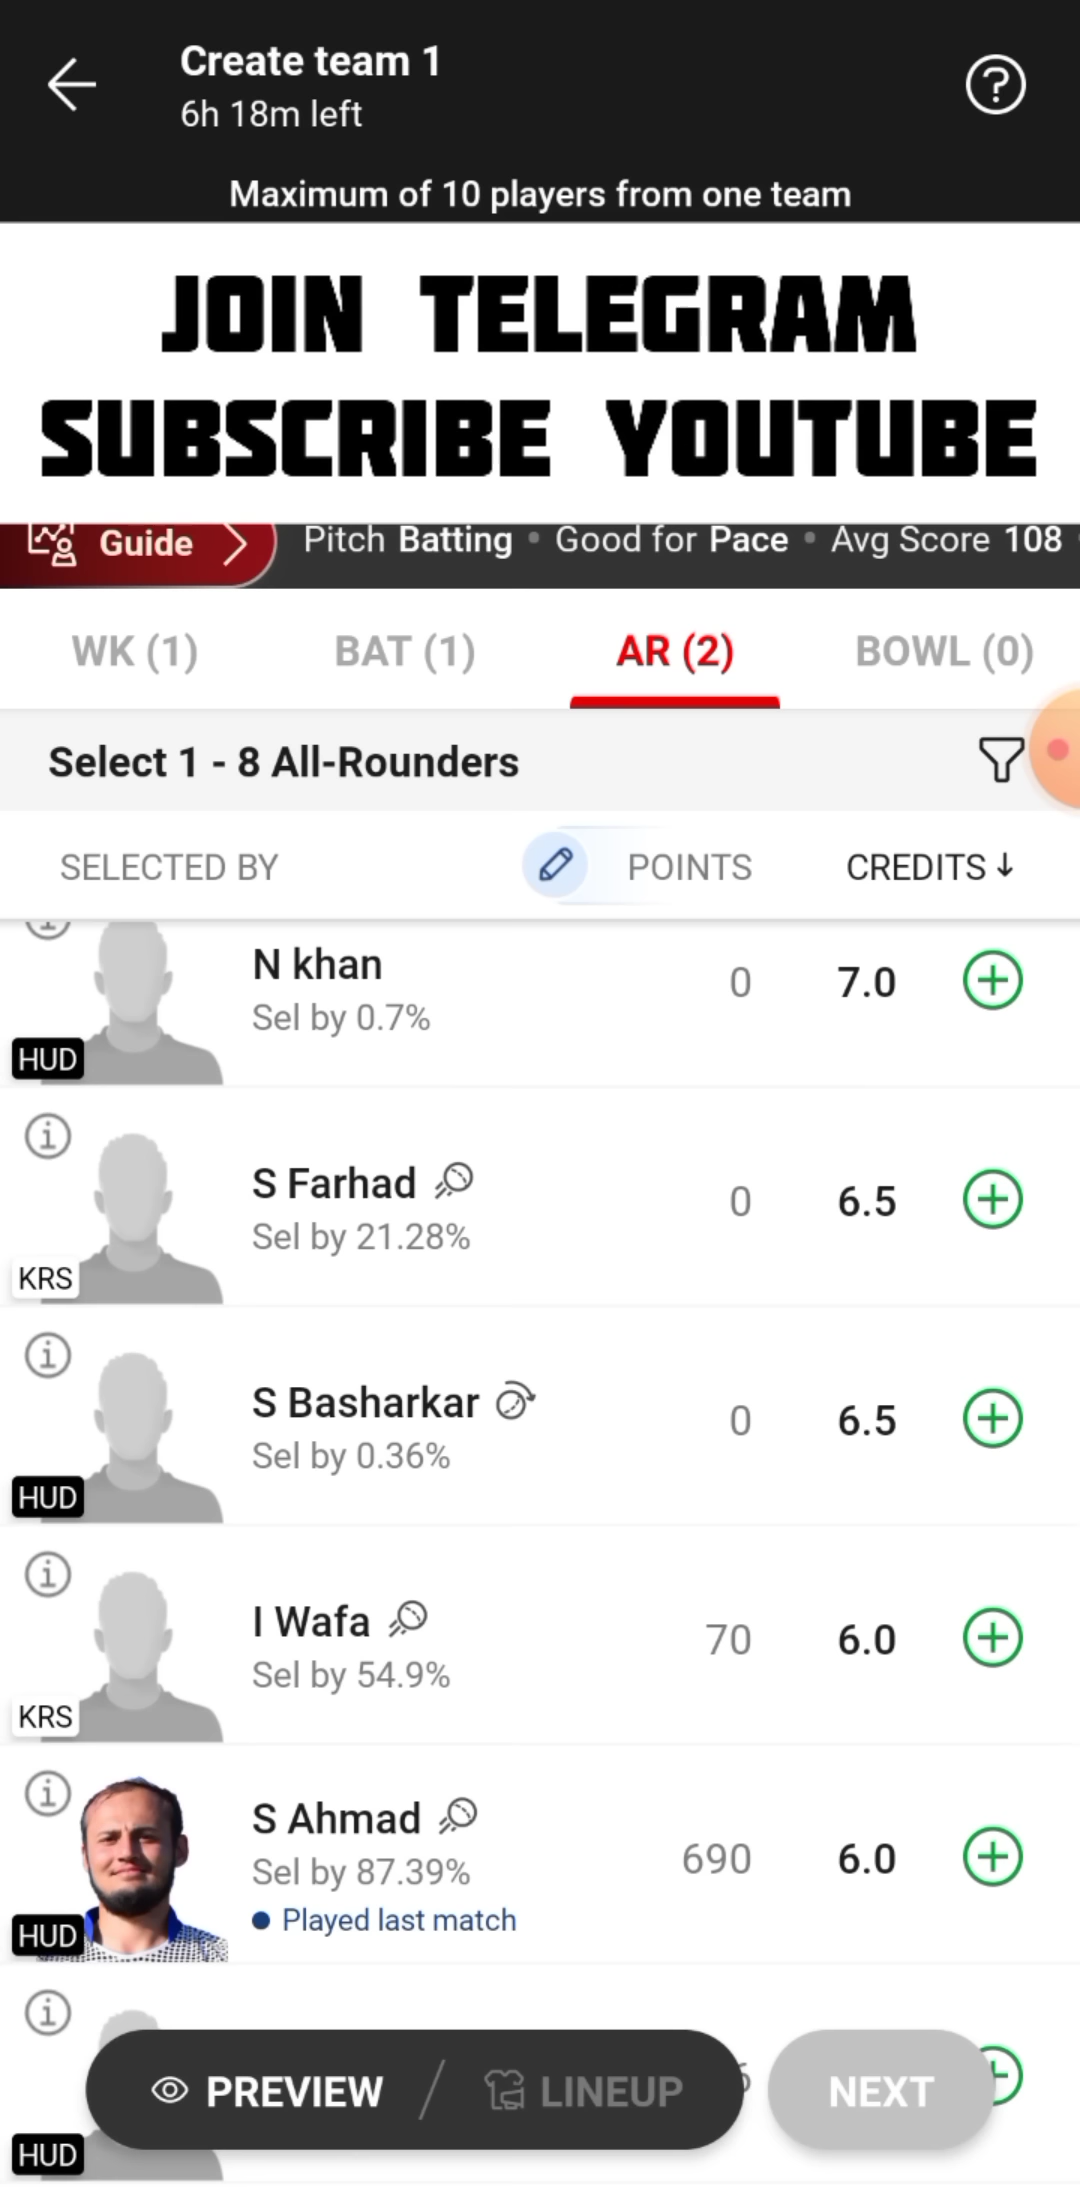 Create team 1
6h 18m left
Maximum of 10 players from one team
JOIN TELEGRAM
SUBSCRIBE YOUTUBE
Guide Pitch Batting • Good for Pace • Avg Score 108
WK (1) BAT (1) AR (2) BOWL (0)
Select 1 - 8 All-Rounders
SELECTED BY POINTS CREDITS ↓
N khan 0 7.0
Sel by 0.7%
HUD
S Farhad 0 6.5
Sel by 21.28%
KRS
S Basharkar 0 6.5
Sel by 0.36%
HUD
I Wafa 70 6.0
Sel by 54.9%
KRS
S Ahmad 690 6.0
Sel by 87.39%
• Played last match
HUD
PREVIEW / LINEUP NEXT
HUD